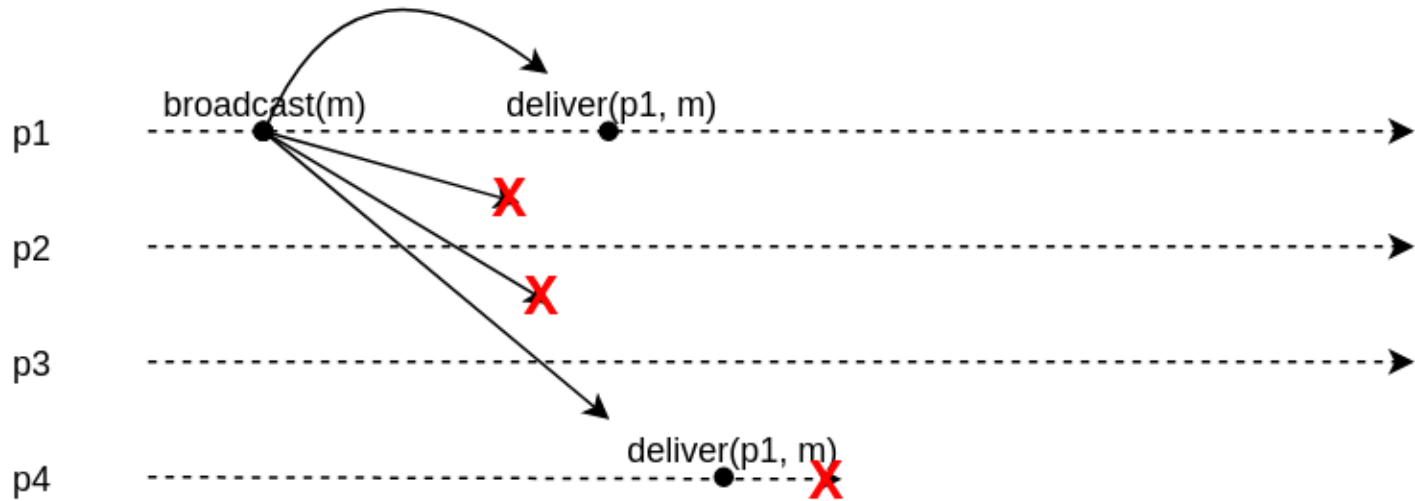 broadcast(m) deliver(p1, m)
p1
X
p2
X
p3
deliver(p1, m)
p4 X